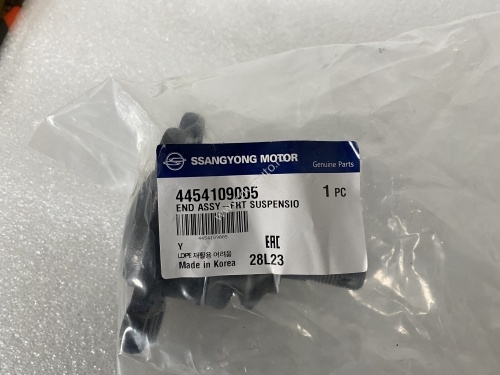 SSANGYONG MOTOR
Genuine Parts
4454109005
1 PC
END ASSY-FRT SUSPENSIO
4454109005
Y
EAC
LDPE 재활용 어려움
Made in Korea
28L23